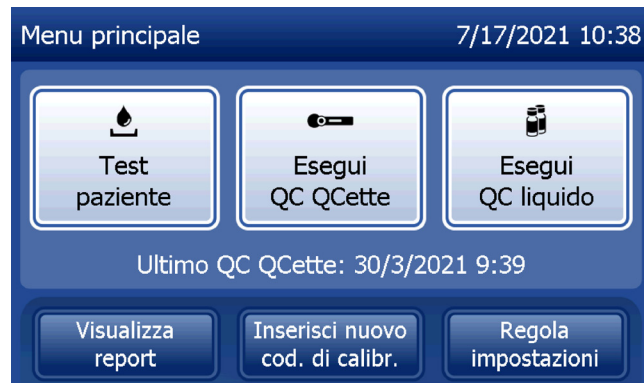 Menu principale 7/17/2021 10:38
Test
paziente
Esegui
QC QCette
Esegui
QC liquido
Ultimo QC QCette: 30/3/2021 9:39
Visualizza
report
Inserisci nuovo
cod. di calibr.
Regola
impostazioni